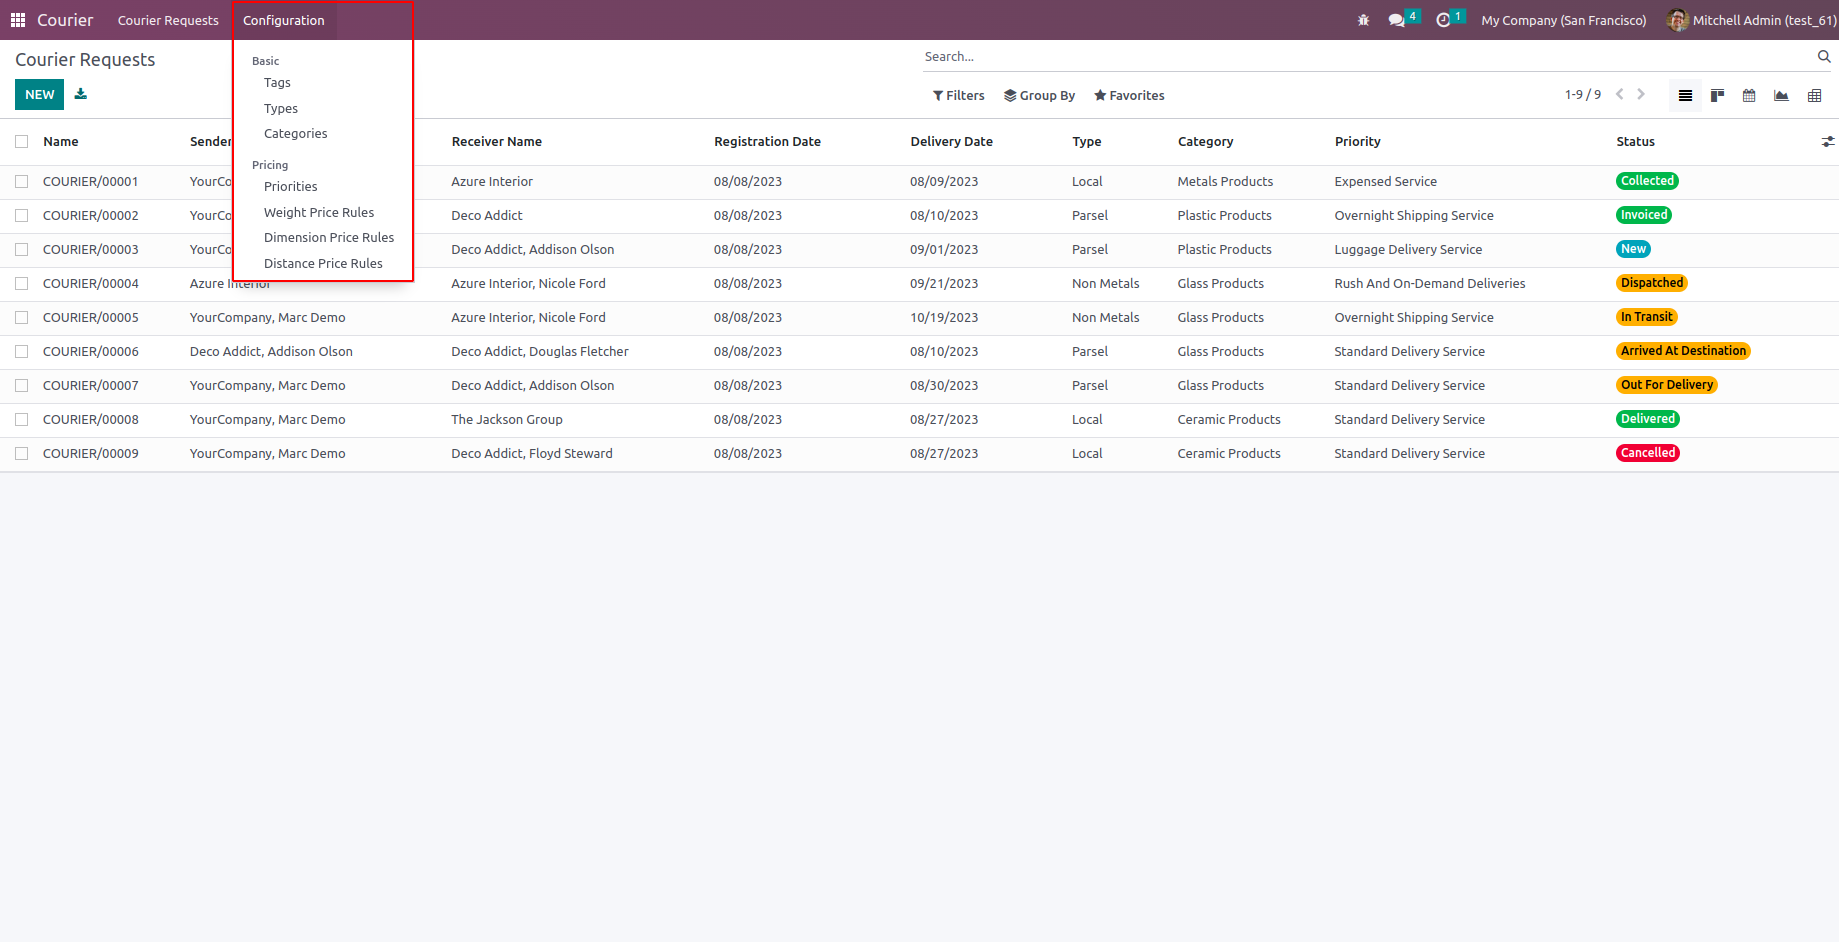 Courier Courier Requests Configuration 4 1 My Company (San Francisco) Mitchell Admin (test_61)
Courier Requests Search...
NEW Filters Group By Favorites 1-9 / 9
Basic
Tags
Types
Categories
Pricing
Priorities
Weight Price Rules
Dimension Price Rules
Distance Price Rules
Name Sender Receiver Name Registration Date Delivery Date Type Category Priority Status
COURIER/00001 YourCo Azure Interior 08/08/2023 08/09/2023 Local Metals Products Expensed Service Collected
COURIER/00002 YourCo Deco Addict 08/08/2023 08/10/2023 Parsel Plastic Products Overnight Shipping Service Invoiced
COURIER/00003 YourCo Deco Addict, Addison Olson 08/08/2023 09/01/2023 Parsel Plastic Products Luggage Delivery Service New
COURIER/00004 Azure Interior Azure Interior, Nicole Ford 08/08/2023 09/21/2023 Non Metals Glass Products Rush And On-Demand Deliveries Dispatched
COURIER/00005 YourCompany, Marc Demo Azure Interior, Nicole Ford 08/08/2023 10/19/2023 Non Metals Glass Products Overnight Shipping Service In Transit
COURIER/00006 Deco Addict, Addison Olson Deco Addict, Douglas Fletcher 08/08/2023 08/10/2023 Parsel Glass Products Standard Delivery Service Arrived At Destination
COURIER/00007 YourCompany, Marc Demo Deco Addict, Addison Olson 08/08/2023 08/30/2023 Parsel Glass Products Standard Delivery Service Out For Delivery
COURIER/00008 YourCompany, Marc Demo The Jackson Group 08/08/2023 08/27/2023 Local Ceramic Products Standard Delivery Service Delivered
COURIER/00009 YourCompany, Marc Demo Deco Addict, Floyd Steward 08/08/2023 08/27/2023 Local Ceramic Products Standard Delivery Service Cancelled